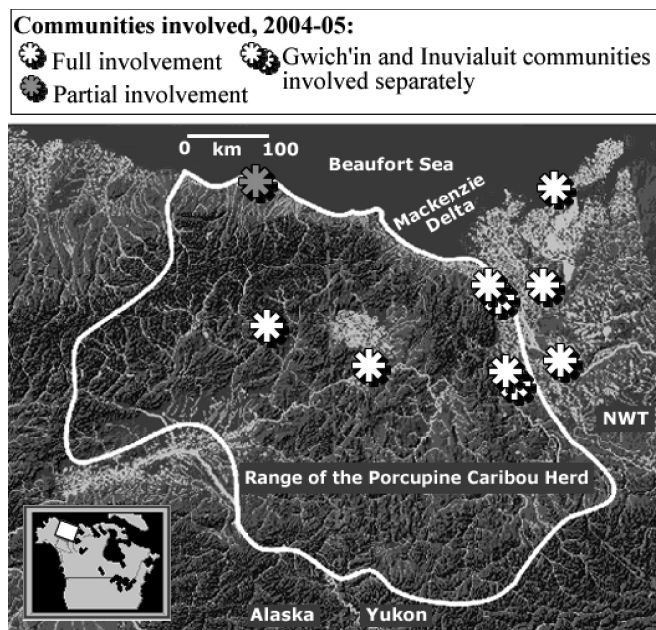 Communities involved, 2004-05:
Full involvement
Partial involvement
Gwich'in and Inuvialuit communities
involved separately
0 km 100
Beaufort Sea
Mackenzie
Delta
NWT
Range of the Porcupine Caribou Herd
Alaska Yukon